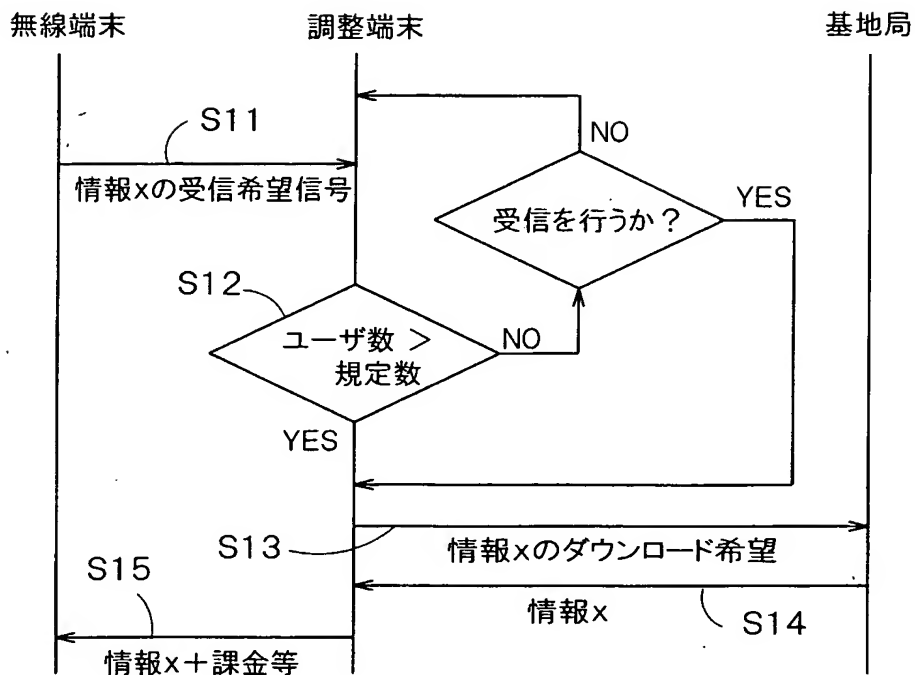 無線端末
調整端末
基地局
S11
情報xの受信希望信号
NO
受信を行うか?
YES
S12
ユーザ数 >
規定数
NO
YES
S13
情報xのダウンロード希望
S15
情報x
S14
情報x+課金等